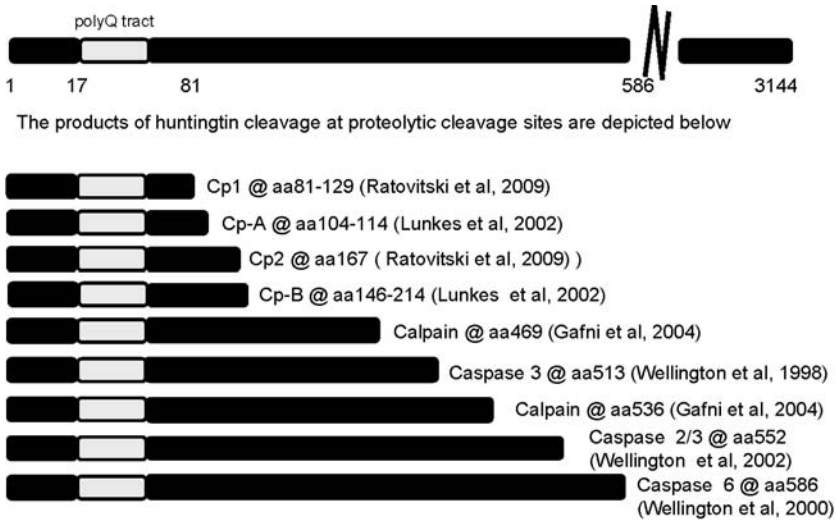 polyQ tract
1 17 81 586 3144
The products of huntingtin cleavage at proteolytic cleavage sites are depicted below
Cp1 @ aa81-129 (Ratovitski et al, 2009)
Cp-A @ aa104-114 (Lunkes et al, 2002)
Cp2 @ aa167 ( Ratovitski et al, 2009) )
Cp-B @ aa146-214 (Lunkes et al, 2002)
Calpain @ aa469 (Gafni et al, 2004)
Caspase 3 @ aa513 (Wellington et al, 1998)
Calpain @ aa536 (Gafni et al, 2004)
Caspase 2/3 @ aa552
(Wellington et al, 2002)
Caspase 6 @ aa586
(Wellington et al, 2000)